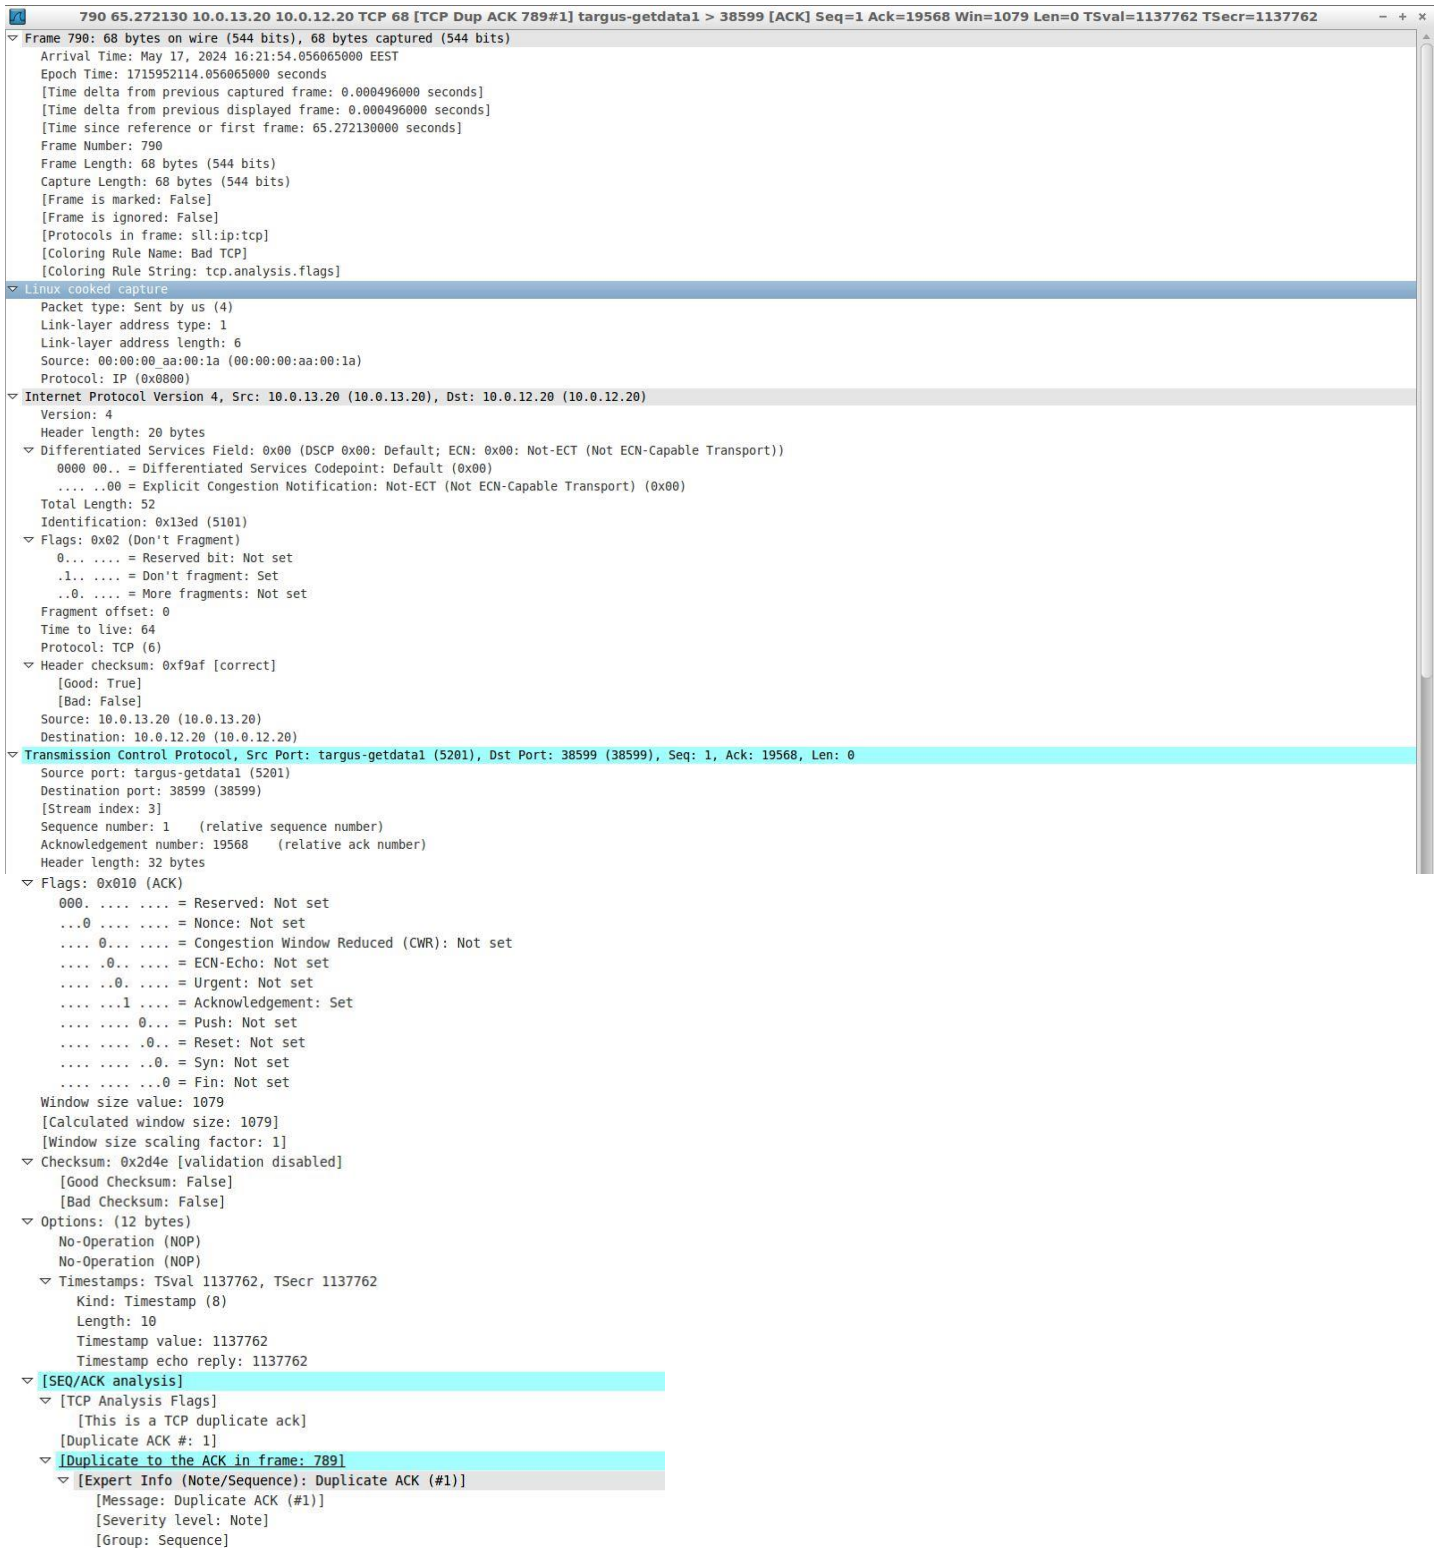 790 65.272130 10.0.13.20 10.0.12.20 TCP 68 [TCP Dup ACK 789#1] targus-getdata1 > 38599 [ACK] Seq=1 Ack=19568 Win=1079 Len=0 TSval=1137762 TSecr=1137762
Frame 790: 68 bytes on wire (544 bits), 68 bytes captured (544 bits)
Arrival Time: May 17, 2024 16:21:54.056065000 EEST
Epoch Time: 1715952114.056065000 seconds
[Time delta from previous captured frame: 0.000496000 seconds]
[Time delta from previous displayed frame: 0.000496000 seconds]
[Time since reference or first frame: 65.272130000 seconds]
Frame Number: 790
Frame Length: 68 bytes (544 bits)
Capture Length: 68 bytes (544 bits)
[Frame is marked: False]
[Frame is ignored: False]
[Protocols in frame: sll:ip:tcp]
[Coloring Rule Name: Bad TCP]
[Coloring Rule String: tcp.analysis.flags]
Linux cooked capture
Packet type: Sent by us (4)
Link-layer address type: 1
Link-layer address length: 6
Source: 00:00:00_aa:00:1a (00:00:00:aa:00:1a)
Protocol: IP (0x0800)
Internet Protocol Version 4, Src: 10.0.13.20 (10.0.13.20), Dst: 10.0.12.20 (10.0.12.20)
Version: 4
Header length: 20 bytes
Differentiated Services Field: 0x00 (DSCP 0x00: Default; ECN: 0x00: Not-ECT (Not ECN-Capable Transport))
0000 00.. = Differentiated Services Codepoint: Default (0x00)
.... ..00 = Explicit Congestion Notification: Not-ECT (Not ECN-Capable Transport) (0x00)
Total Length: 52
Identification: 0x13ed (5101)
Flags: 0x02 (Don't Fragment)
0... .... = Reserved bit: Not set
.1.. .... = Don't fragment: Set
..0. .... = More fragments: Not set
Fragment offset: 0
Time to live: 64
Protocol: TCP (6)
Header checksum: 0xf9af [correct]
[Good: True]
[Bad: False]
Source: 10.0.13.20 (10.0.13.20)
Destination: 10.0.12.20 (10.0.12.20)
Transmission Control Protocol, Src Port: targus-getdata1 (5201), Dst Port: 38599 (38599), Seq: 1, Ack: 19568, Len: 0
Source port: targus-getdata1 (5201)
Destination port: 38599 (38599)
[Stream index: 3]
Sequence number: 1    (relative sequence number)
Acknowledgement number: 19568    (relative ack number)
Header length: 32 bytes
Flags: 0x010 (ACK)
000. .... .... = Reserved: Not set
...0 .... .... = Nonce: Not set
.... 0... .... = Congestion Window Reduced (CWR): Not set
.... .0.. .... = ECN-Echo: Not set
.... ..0. .... = Urgent: Not set
.... ...1 .... = Acknowledgement: Set
.... .... 0... = Push: Not set
.... .... .0.. = Reset: Not set
.... .... ..0. = Syn: Not set
.... .... ...0 = Fin: Not set
Window size value: 1079
[Calculated window size: 1079]
[Window size scaling factor: 1]
Checksum: 0x2d4e [validation disabled]
[Good Checksum: False]
[Bad Checksum: False]
Options: (12 bytes)
No-Operation (NOP)
No-Operation (NOP)
Timestamps: TSval 1137762, TSecr 1137762
Kind: Timestamp (8)
Length: 10
Timestamp value: 1137762
Timestamp echo reply: 1137762
[SEQ/ACK analysis]
[TCP Analysis Flags]
[This is a TCP duplicate ack]
[Duplicate ACK #: 1]
[Duplicate to the ACK in frame: 789]
[Expert Info (Note/Sequence): Duplicate ACK (#1)]
[Message: Duplicate ACK (#1)]
[Severity level: Note]
[Group: Sequence]